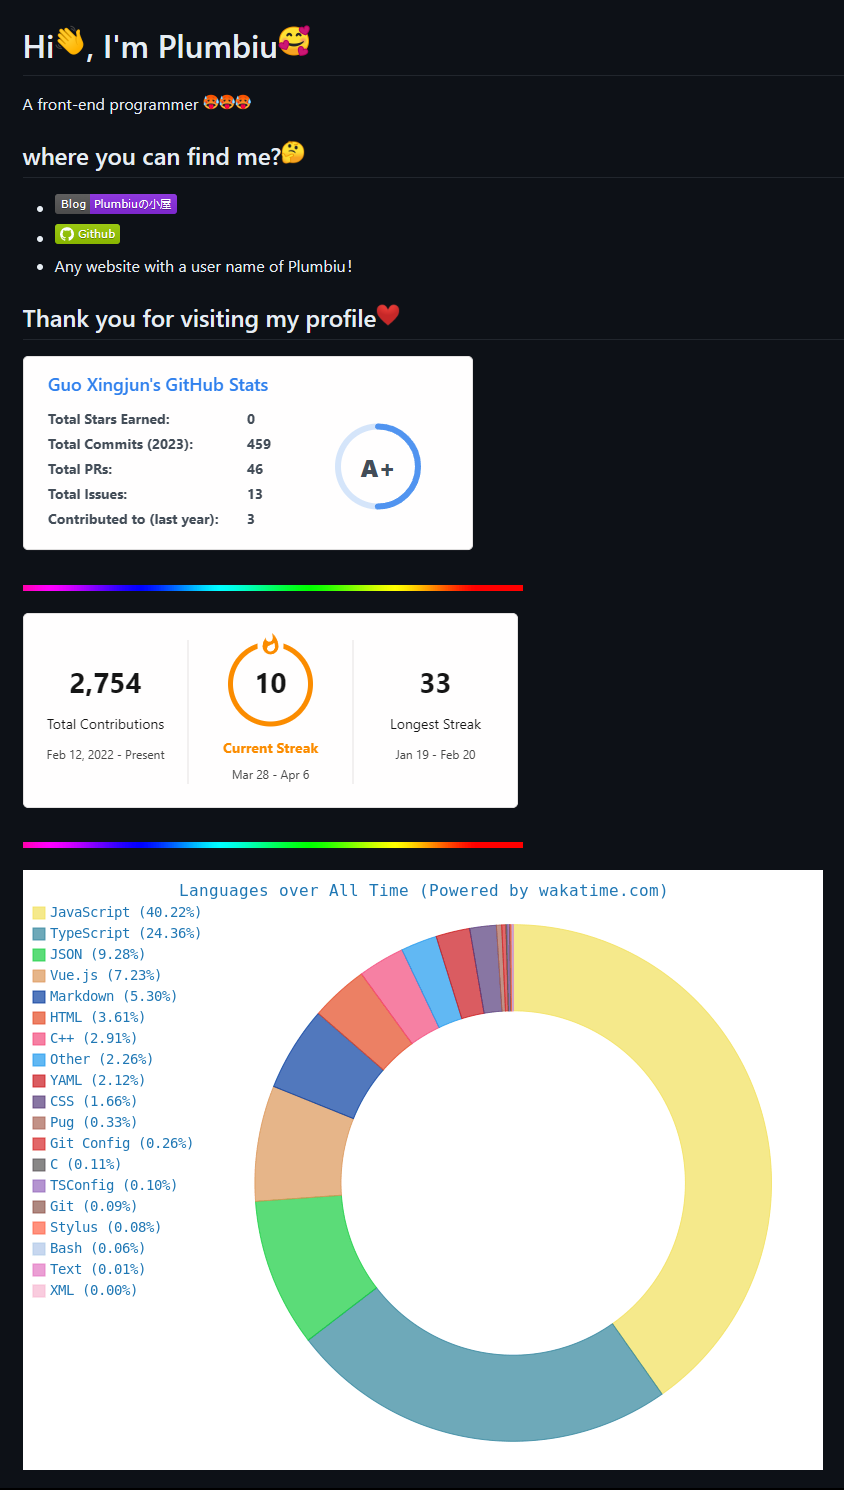 Hi👋, I'm Plumbiu🥰
A front-end programmer 🥵🥵🥵
where you can find me?🤔
Blog Plumbiuの小屋
Github
Any website with a user name of Plumbiu！
Thank you for visiting my profile❤️
Guo Xingjun's GitHub Stats
Total Stars Earned: 0
Total Commits (2023): 459
Total PRs: 46
Total Issues: 13
Contributed to (last year): 3
A+
2,754
Total Contributions
Feb 12, 2022 - Present
10
Current Streak
Mar 28 - Apr 6
33
Longest Streak
Jan 19 - Feb 20
Languages over All Time (Powered by wakatime.com)
JavaScript (40.22%)
TypeScript (24.36%)
JSON (9.28%)
Vue.js (7.23%)
Markdown (5.30%)
HTML (3.61%)
C++ (2.91%)
Other (2.26%)
YAML (2.12%)
CSS (1.66%)
Pug (0.33%)
Git Config (0.26%)
C (0.11%)
TSConfig (0.10%)
Git (0.09%)
Stylus (0.08%)
Bash (0.06%)
Text (0.01%)
XML (0.00%)